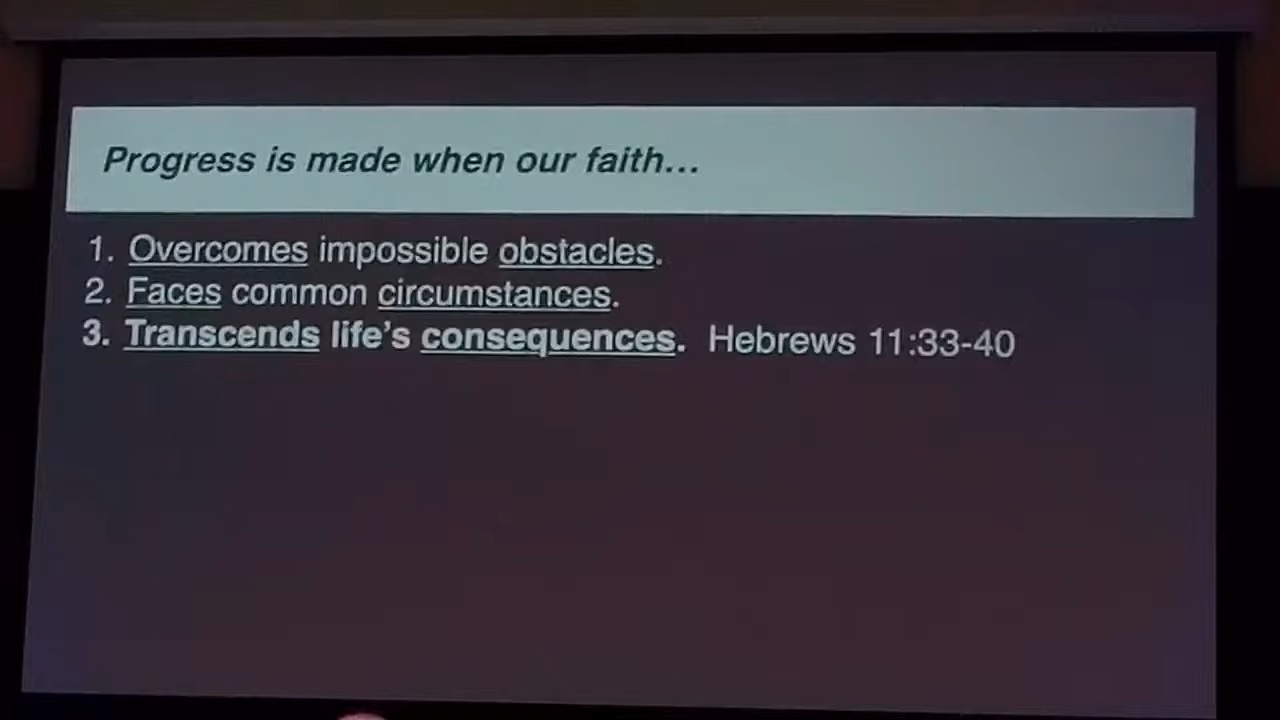 Progress is made when our faith...
1. Overcomes impossible obstacles.
2. Faces common circumstances.
3. Transcends life's consequences. Hebrews 11:33-40